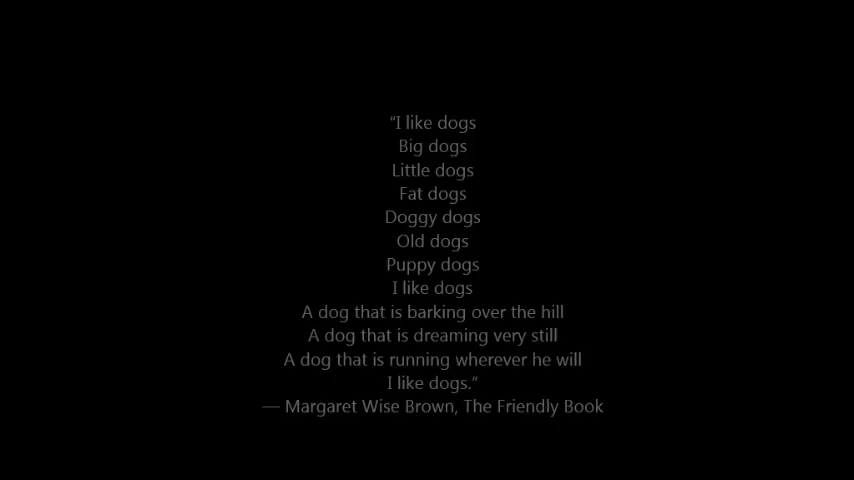 “I like dogs
Big dogs
Little dogs
Fat dogs
Doggy dogs
Old dogs
Puppy dogs
I like dogs
A dog that is barking over the hill
A dog that is dreaming very still
A dog that is running wherever he will
I like dogs.”
— Margaret Wise Brown, The Friendly Book